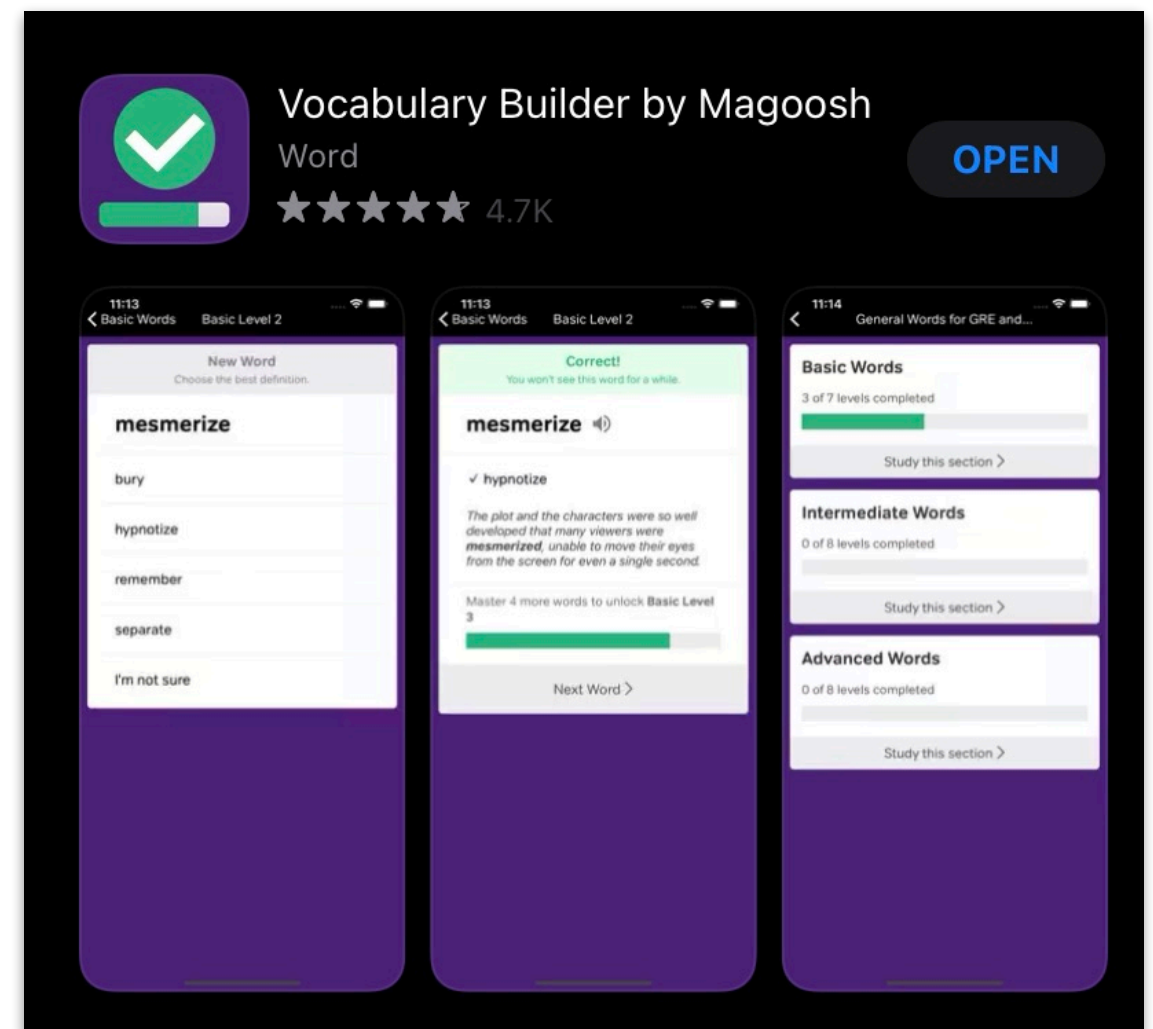 Vocabulary Builder by Magoosh
Word
4.7K
OPEN
11:13
Basic Words Basic Level 2
New Word
Choose the best definition.
mesmerize
bury
hypnotize
remember
separate
I'm not sure
11:13
Basic Words Basic Level 2
Correct!
You won't see this word for a while.
mesmerize
✓ hypnotize
The plot and the characters were so well
developed that many viewers were
mesmerized, unable to move their eyes
from the screen for even a single second.
Master 4 more words to unlock Basic Level
3
Next Word >
11:14
General Words for GRE and...
Basic Words
3 of 7 levels completed
Study this section >
Intermediate Words
0 of 8 levels completed
Study this section >
Advanced Words
0 of 8 levels completed
Study this section >